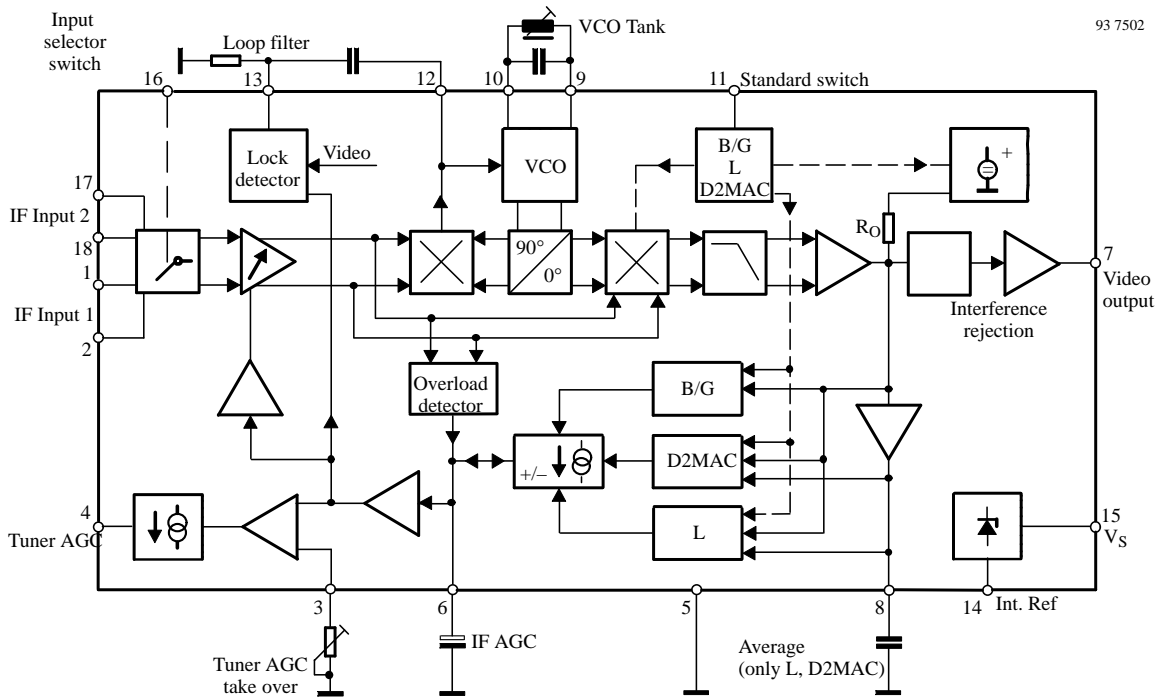 93 7502
Input
selector
switch
Loop filter
VCO Tank
16
13
12
10
9
11
Standard switch
Lock
detector
Video
VCO
B/G
L
D2MAC
+
17
IF Input 2
18
1
IF Input 1
2
90°
0°
RO
7
Video
output
Interference
rejection
Overload
detector
B/G
+/–
D2MAC
L
4
Tuner AGC
15
VS
3
6
5
8
14
Int. Ref
Tuner AGC
take over
IF AGC
Average
(only L, D2MAC)